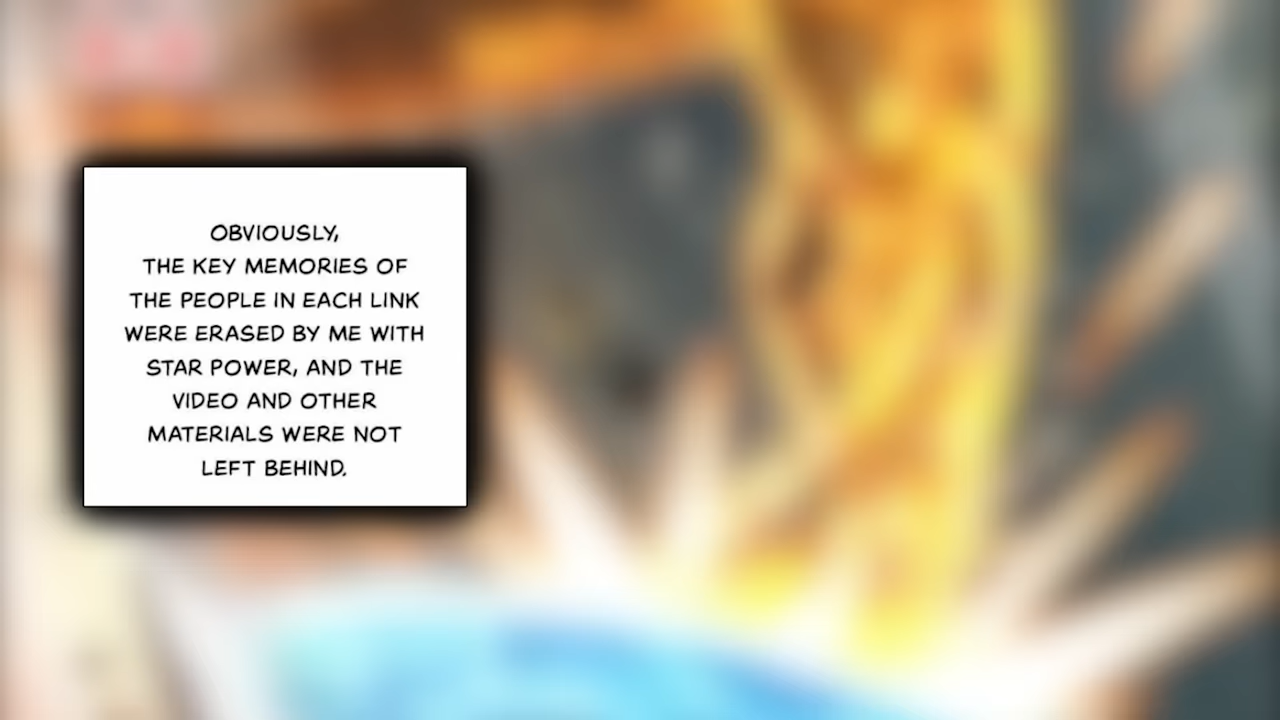 OBVIOUSLY,
THE KEY MEMORIES OF
THE PEOPLE IN EACH LINK
WERE ERASED BY ME WITH
STAR POWER, AND THE
VIDEO AND OTHER
MATERIALS WERE NOT
LEFT BEHIND.